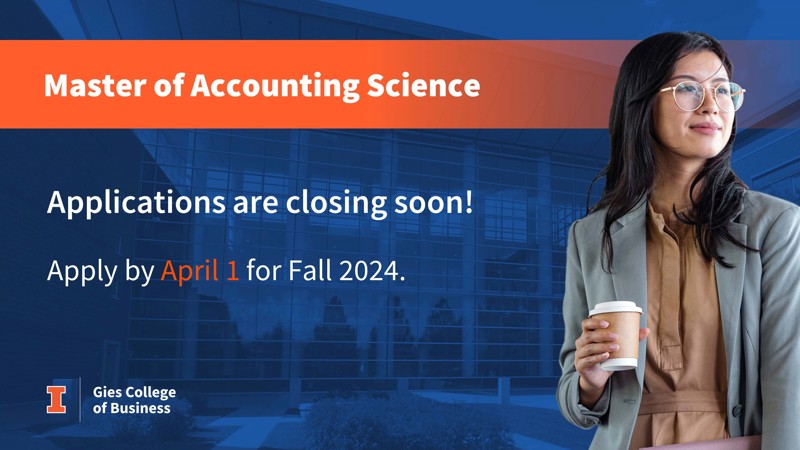 Master of Accounting Science
Applications are closing soon!
Apply by April 1 for Fall 2024.
I
Gies College
of Business